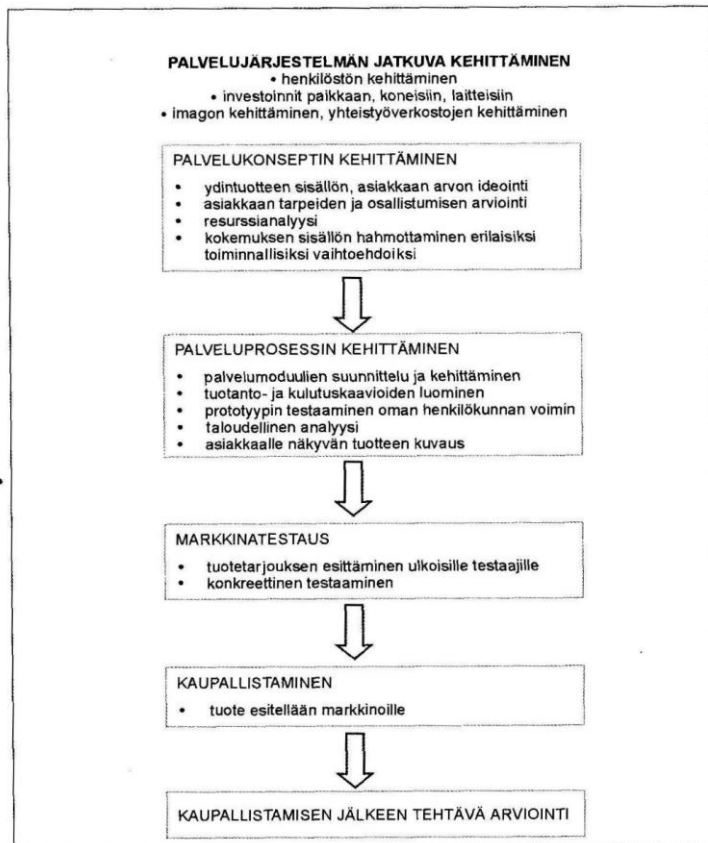 PALVELUJÄRJESTELMÄN JATKUVA KEHITTÄMINEN
• henkilöstön kehittäminen
• investoinnit paikkaan, koneisiin, laitteisiin
• imagon kehittäminen, yhteistyöverkostojen kehittäminen
PALVELUKONSEPTIN KEHITTÄMINEN
• ydintuotteen sisällön, asiakkaan arvon ideointi
• asiakkaan tarpeiden ja osallistumisen arviointi
• resurssianalyysi
• kokemuksen sisällön hahmottaminen erilaisiksi
toiminnallisiksi vaihtoehdoiksi
PALVELUPROSESSIN KEHITTÄMINEN
• palvelumoduulien suunnittelu ja kehittäminen
• tuotanto- ja kulutuskaavioiden luominen
• prototyypin testaaminen oman henkilökunnan voimin
• taloudellinen analyysi
• asiakkaalle näkyvän tuotteen kuvaus
MARKKINATESTAUS
• tuotetarjouksen esittäminen ulkoisille testaajille
• konkreettinen testaaminen
KAUPALLISTAMINEN
• tuote esitellään markkinoille
KAUPALLISTAMISEN JÄLKEEN TEHTÄVÄ ARVIOINTI